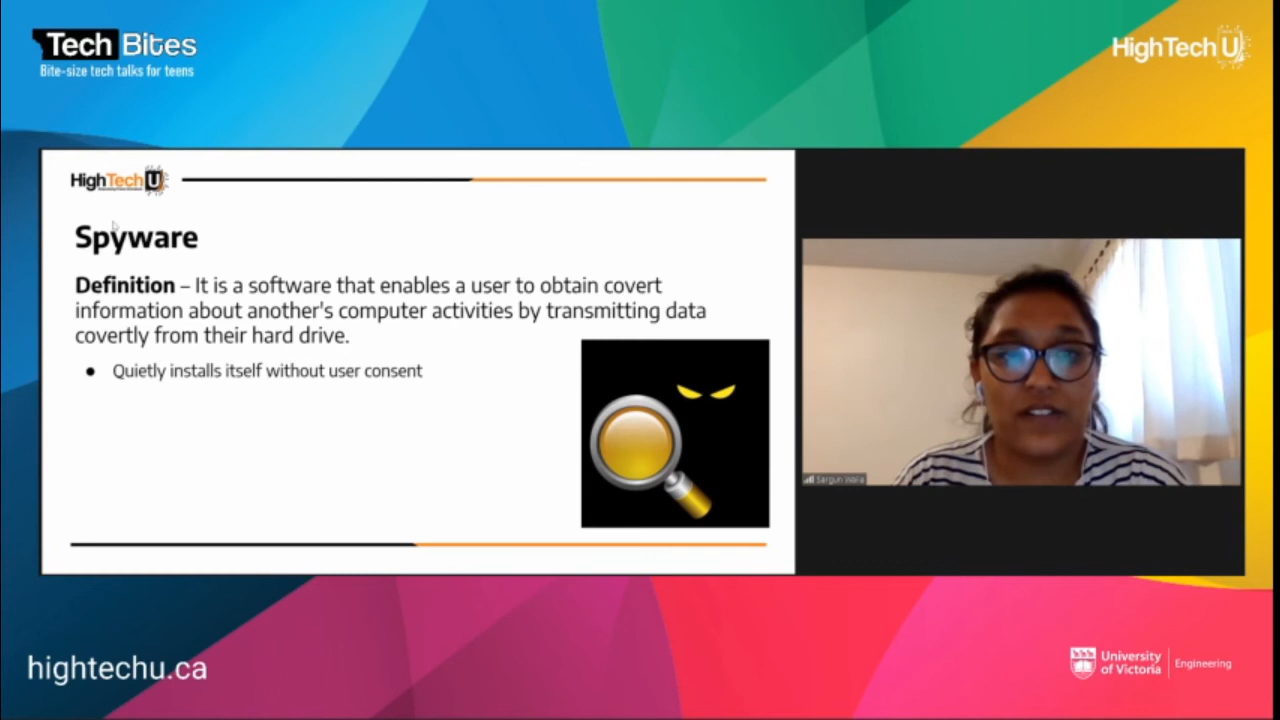 Tech Bites
Bite-size tech talks for teens
HighTech U
HighTechU
Spyware
Definition – It is a software that enables a user to obtain covert
information about another's computer activities by transmitting data
covertly from their hard drive.
● Quietly installs itself without user consent
Sargun
hightechu.ca
University
of Victoria
Engineering